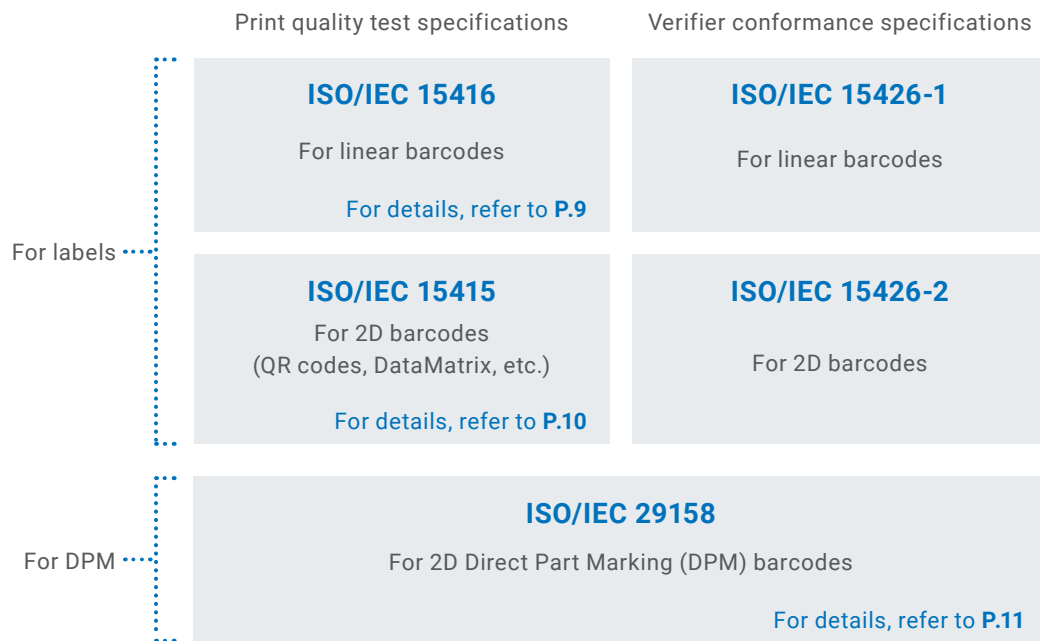 Print quality test specifications
Verifier conformance specifications
For labels
ISO/IEC 15416
For linear barcodes
For details, refer to P.9
ISO/IEC 15426-1
For linear barcodes
ISO/IEC 15415
For 2D barcodes
(QR codes, DataMatrix, etc.)
For details, refer to P.10
ISO/IEC 15426-2
For 2D barcodes
For DPM
ISO/IEC 29158
For 2D Direct Part Marking (DPM) barcodes
For details, refer to P.11